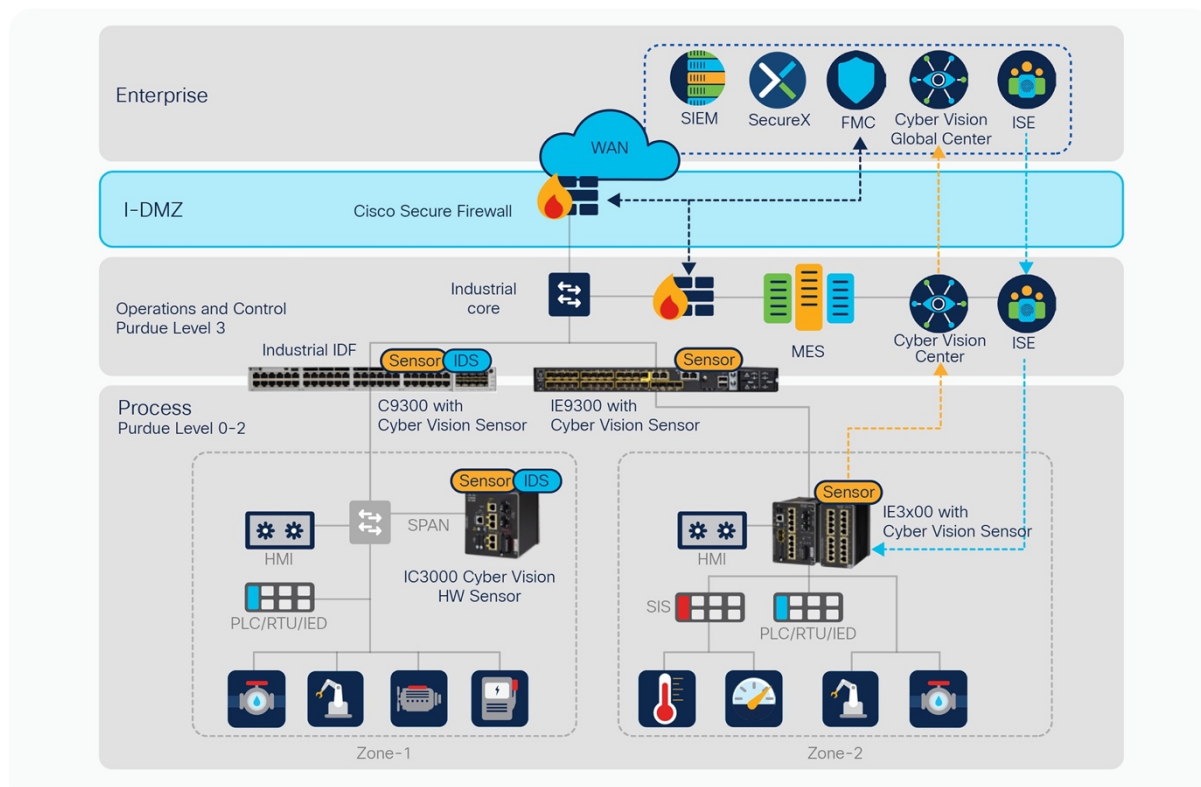 Enterprise
SIEM
SecureX
FMC
Cyber Vision
Global Center
ISE
WAN
I-DMZ
Cisco Secure Firewall
Operations and Control
Purdue Level 3
Industrial
core
MES
Cyber Vision
Center
ISE
Industrial IDF
Sensor
IDS
Sensor
C9300 with
Cyber Vision Sensor
IE9300 with
Cyber Vision Sensor
Process
Purdue Level 0-2
Sensor
IDS
SPAN
HMI
IC3000 Cyber Vision
HW Sensor
PLC/RTU/IED
Zone-1
Sensor
IE3x00 with
Cyber Vision Sensor
HMI
SIS
PLC/RTU/IED
Zone-2